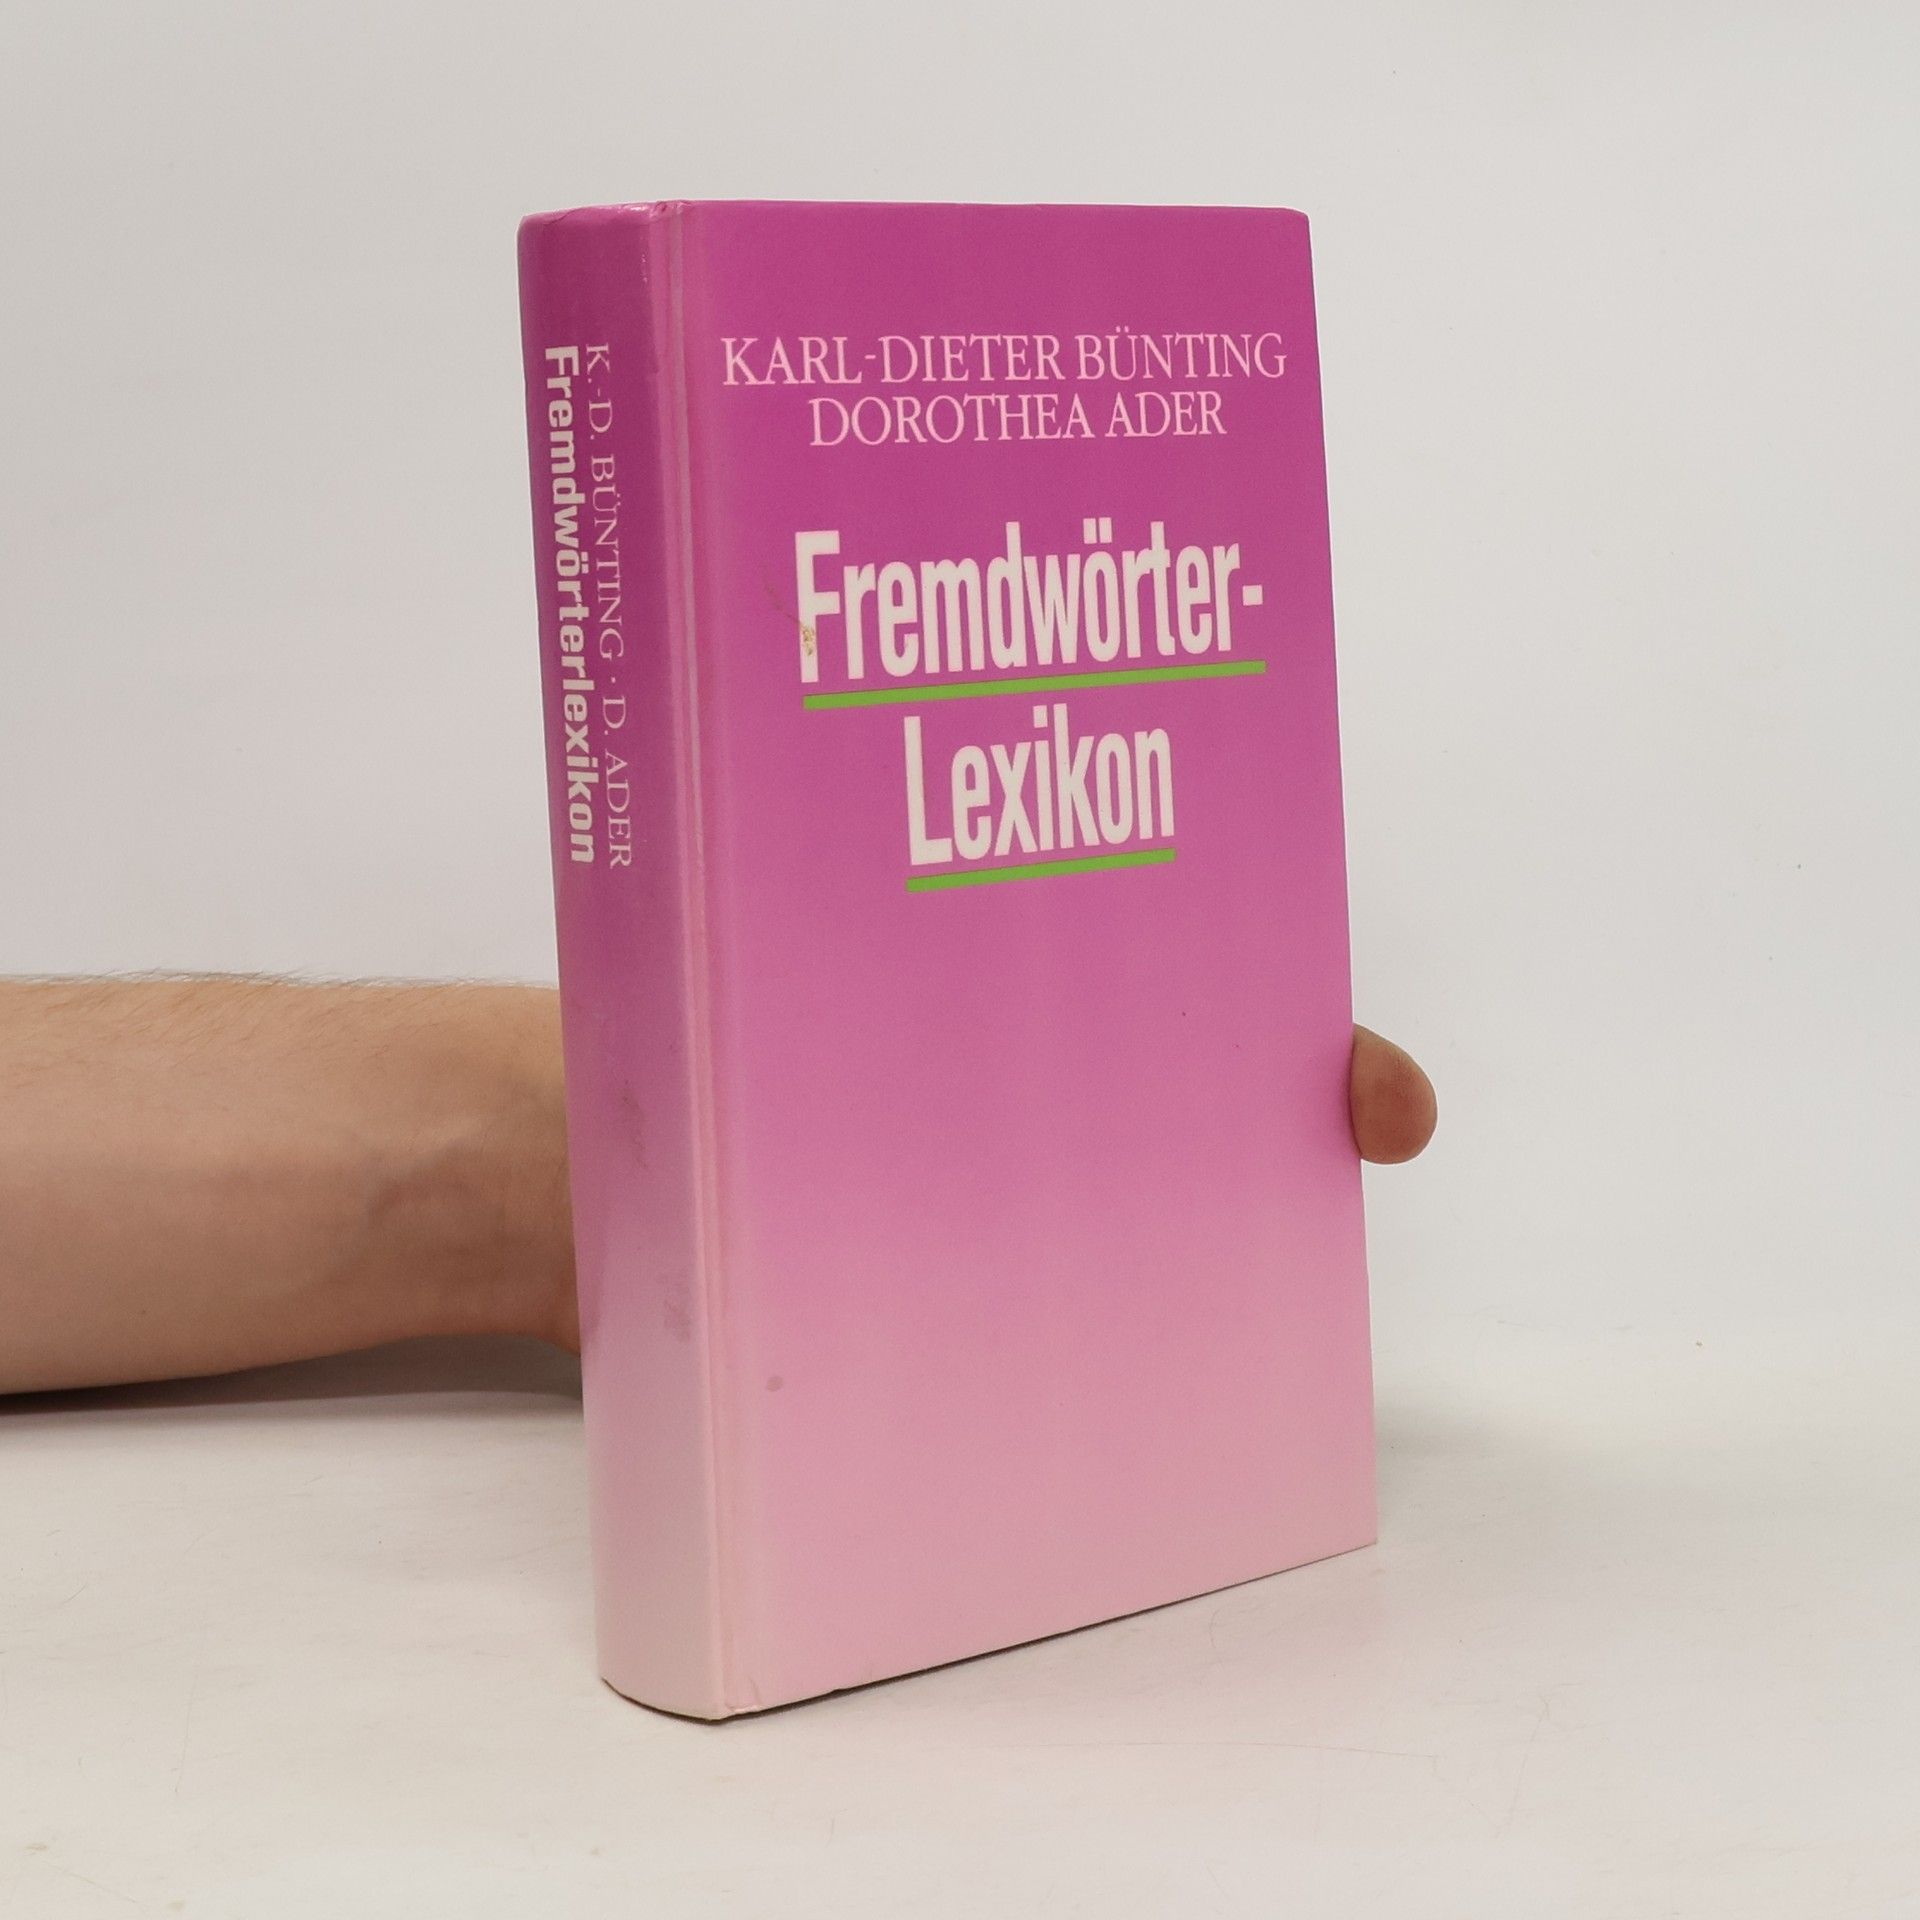 KARL-DIETER BÜNTING
DOROTHEA ADER
Fremdwörter-
Lexikon
K.-D. BÜNTING · D. ADER
Fremdwörterlexikon